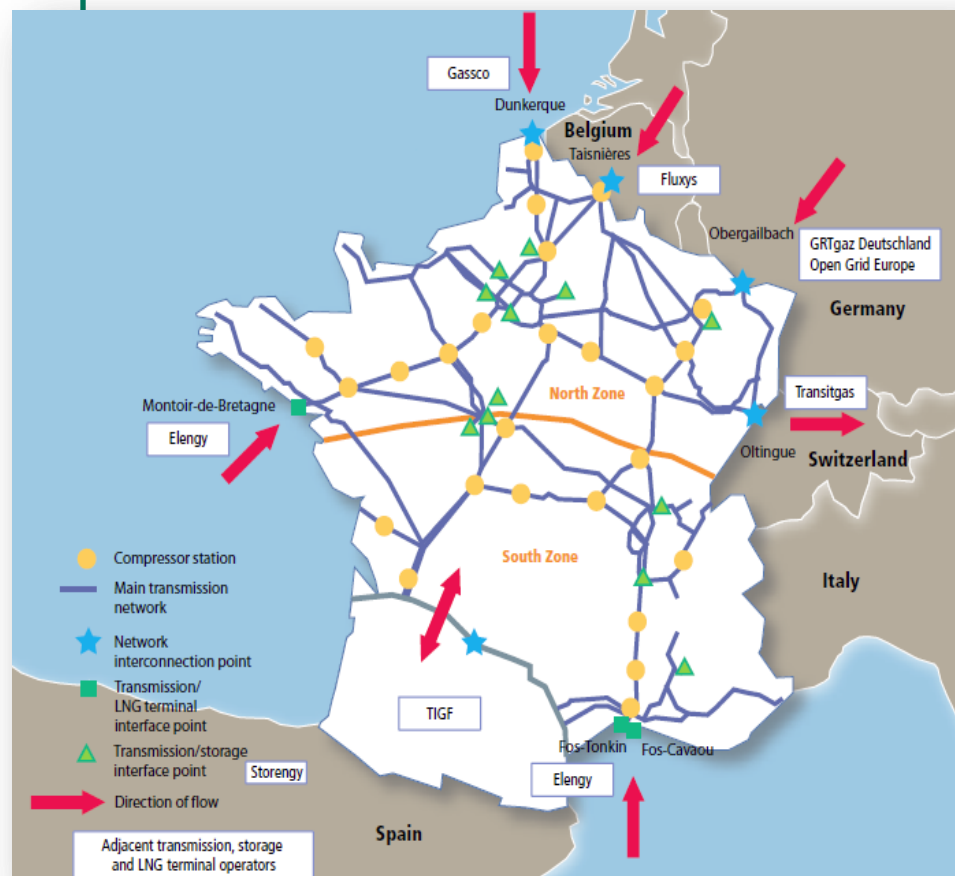 Gassco
Dunkerque
Belgium
Taisnières
Fluxys
Obergailbach
GRTgaz Deutschland
Open Grid Europe
Germany
North Zone
Transitgas
Montoir-de-Bretagne
Elengy
Oltingue
Switzerland
South Zone
Italy
TIGF
Fos-Tonkin
Fos-Cavaou
Elengy
Spain
Compressor station
Main transmission
network
Network
interconnection point
Transmission/
LNG terminal
interface point
Transmission/storage
interface point
Storengy
Direction of flow
Adjacent transmission, storage
and LNG terminal operators